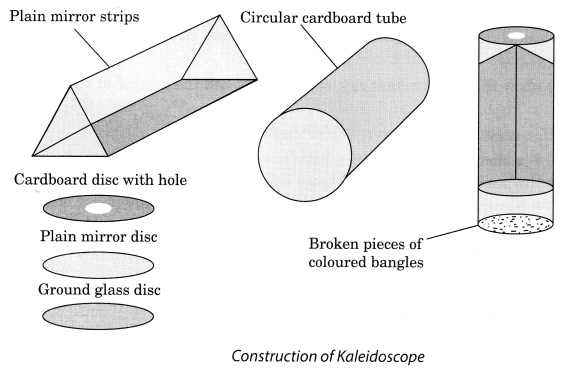 Plain mirror strips
Circular cardboard tube
Cardboard disc with hole
Plain mirror disc
Ground glass disc
Broken pieces of
coloured bangles
Construction of Kaleidoscope